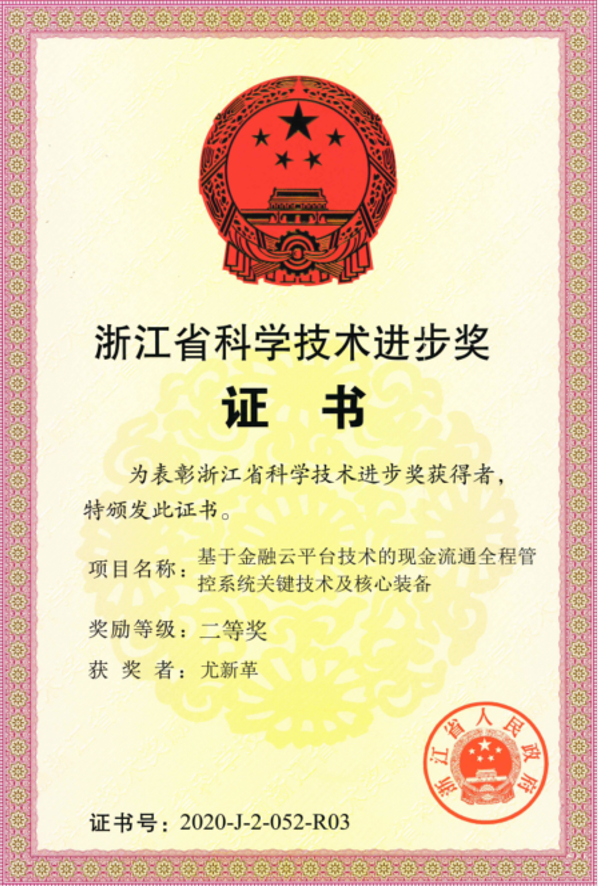 浙江省科学技术进步奖
证 书
为表彰浙江省科学技术进步奖获得者，
特颁发此证书。
项目名称：基于金融云平台技术的现金流通全程管
控系统关键技术及核心装备
奖励等级：二等奖
获 奖 者：尤新革
浙江省人民政府
证书号：2020-J-2-052-R03